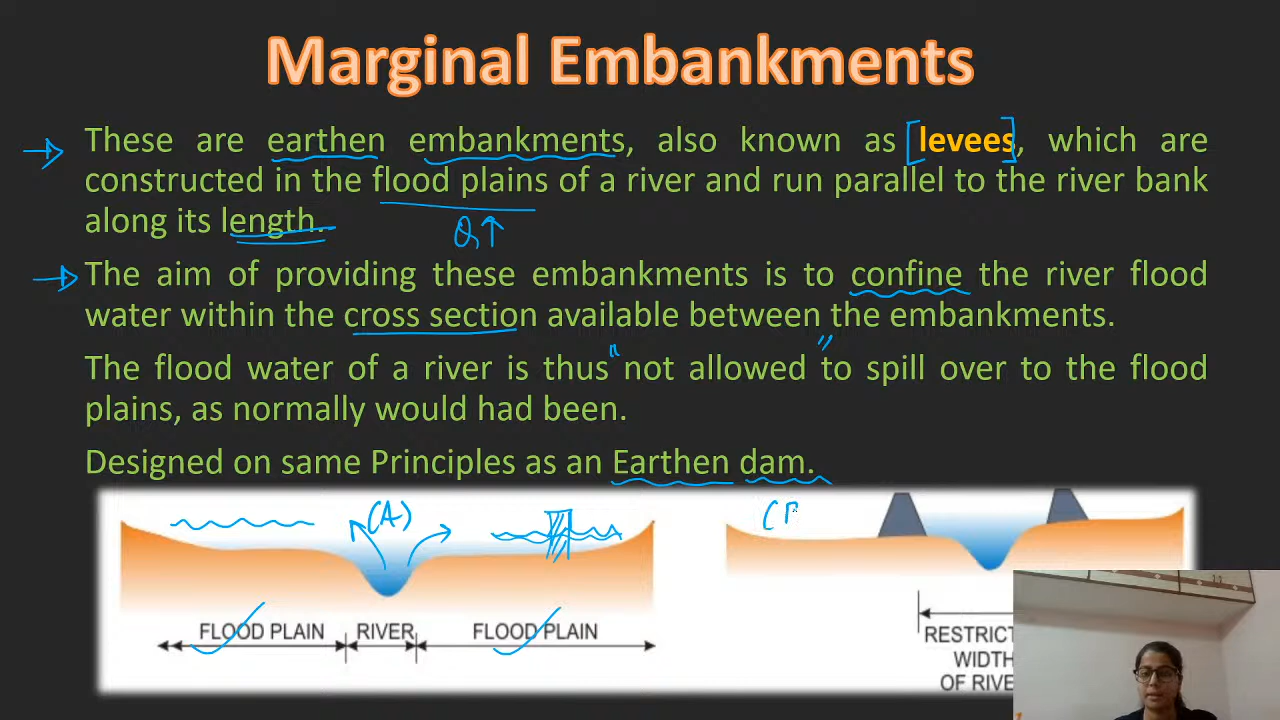 Marginal Embankments
These are earthen embankments, also known as levees, which are
constructed in the flood plains of a river and run parallel to the river bank
along its length.
Q↑
The aim of providing these embankments is to confine the river flood
water within the cross section available between the embankments.
The flood water of a river is thus "not allowed" to spill over to the flood
plains, as normally would had been.
Designed on same Principles as an Earthen dam.
(A)
FLOOD PLAIN RIVER FLOOD PLAIN
RESTRICT
WIDTH
OF RIVE